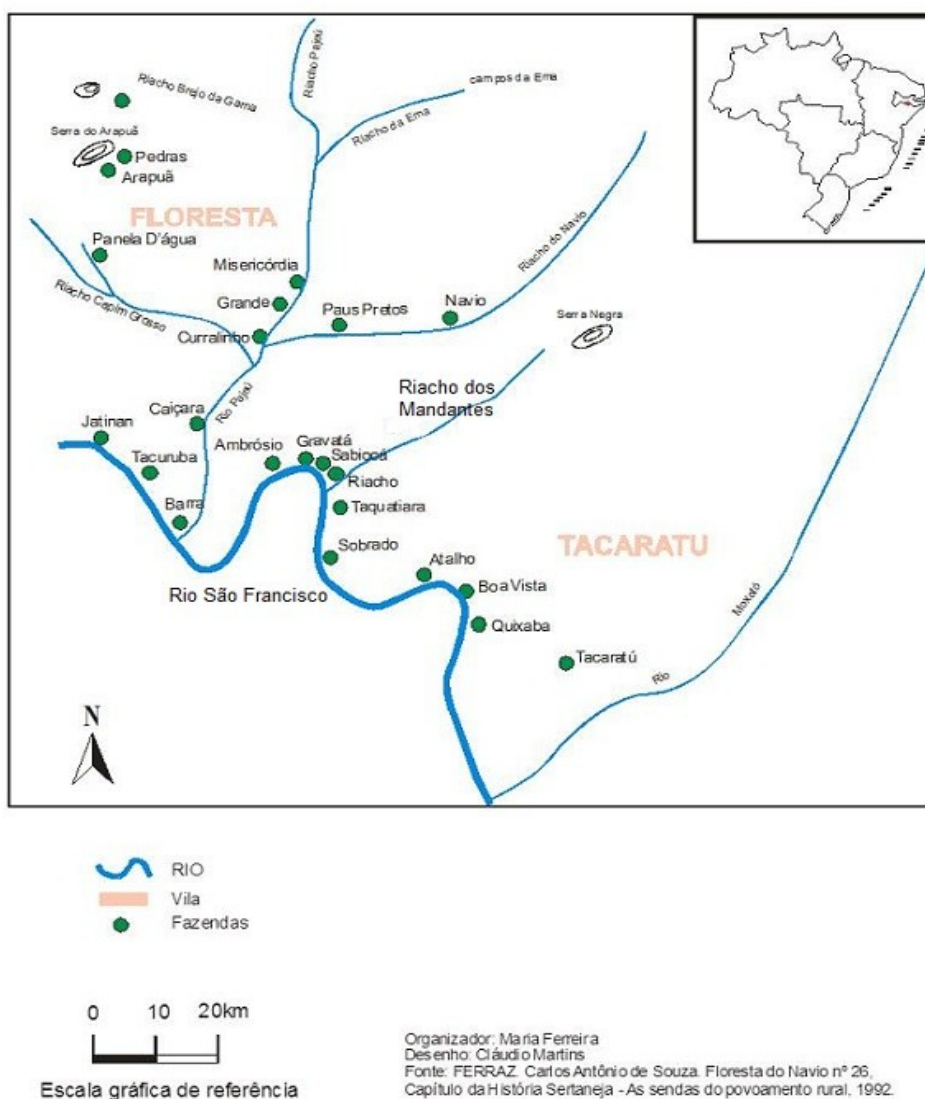 Riacho Pajeú
campos da Ema
Riacho Brejo da Gama
Riacho da Ema
Serra do Arapuã
Pedras
Arapuã
FLORESTA
Panela D'água
Riacho do Navio
Misericórdia
Riacho Capim Grosso
Grande
Paus Pretos
Navio
Serra Negra
Curralinho
Riacho dos
Mandantes
Rio Pajeú
Caiçara
Jatinan
Ambrósio
Gravatá
Tacuruba
Riacho
Barra
Taquatiara
Sobrado
TACARATU
Atalho
Rio São Francisco
Boa Vista
Quixaba
Moxotó
Tacaratú
Rio
N
RIO
Vila
Fazendas
0 10 20km
Escala gráfica de referência
Organizador: Maria Ferreira
Desenho: Cláudio Martins
Fonte: FERRAZ. Carlos Antônio de Souza. Floresta do Navio nº 26,
Capítulo da História Sertaneja - As sendas do povoamento rural, 1992.